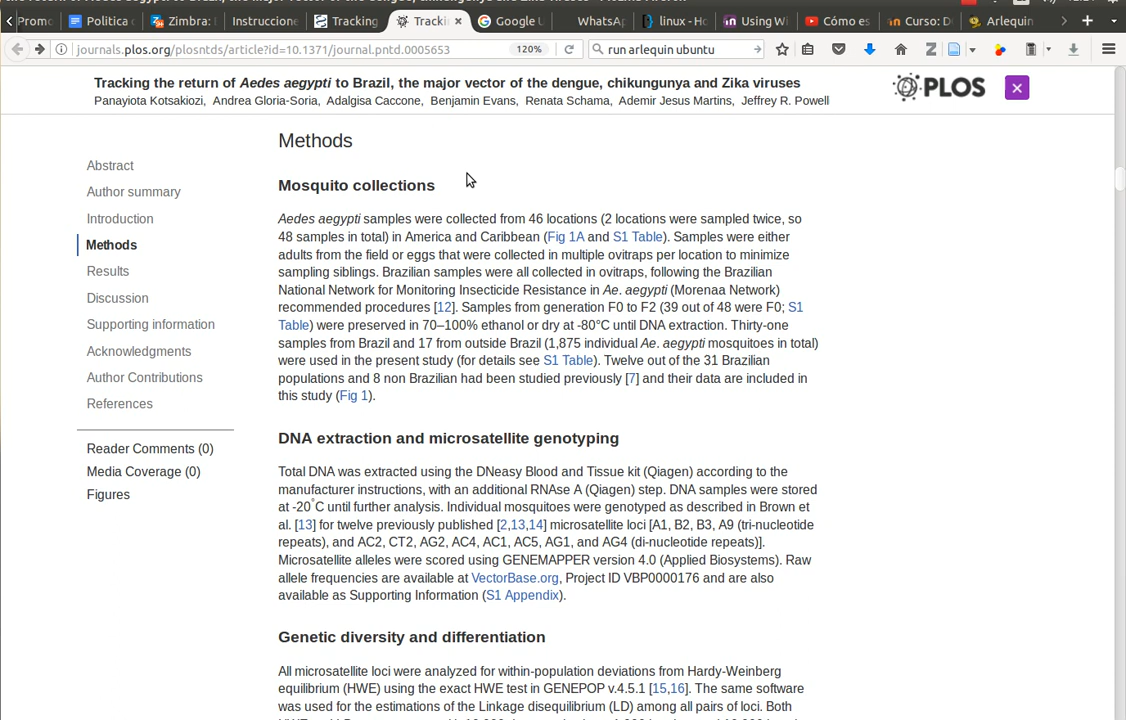 Promo
Politica
Zimbra:
Instruccione
Tracking
Tracki
Google
WhatsAp
linux - Ho
Using Wi
Cómo es
Curso: D
Arlequin
journals.plos.org/plosntds/article?id=10.1371/journal.pntd.0005653
120%
run arlequin ubuntu
Tracking the return of Aedes aegypti to Brazil, the major vector of the dengue, chikungunya and Zika viruses
Panayiota Kotsakiozi, Andrea Gloria-Soria, Adalgisa Caccone, Benjamin Evans, Renata Schama, Ademir Jesus Martins, Jeffrey R. Powell
PLOS
Abstract
Author summary
Introduction
Methods
Results
Discussion
Supporting information
Acknowledgments
Author Contributions
References
Reader Comments (0)
Media Coverage (0)
Figures
Methods
Mosquito collections
Aedes aegypti samples were collected from 46 locations (2 locations were sampled twice, so
48 samples in total) in America and Caribbean (Fig 1A and S1 Table). Samples were either
adults from the field or eggs that were collected in multiple ovitraps per location to minimize
sampling siblings. Brazilian samples were all collected in ovitraps, following the Brazilian
National Network for Monitoring Insecticide Resistance in Ae. aegypti (Morenaa Network)
recommended procedures [12]. Samples from generation F0 to F2 (39 out of 48 were F0; S1
Table) were preserved in 70–100% ethanol or dry at -80°C until DNA extraction. Thirty-one
samples from Brazil and 17 from outside Brazil (1,875 individual Ae. aegypti mosquitoes in total)
were used in the present study (for details see S1 Table). Twelve out of the 31 Brazilian
populations and 8 non Brazilian had been studied previously [7] and their data are included in
this study (Fig 1).
DNA extraction and microsatellite genotyping
Total DNA was extracted using the DNeasy Blood and Tissue kit (Qiagen) according to the
manufacturer instructions, with an additional RNAse A (Qiagen) step. DNA samples were stored
at -20°C until further analysis. Individual mosquitoes were genotyped as described in Brown et
al. [13] for twelve previously published [2,13,14] microsatellite loci [A1, B2, B3, A9 (tri-nucleotide
repeats), and AC2, CT2, AG2, AC4, AC1, AC5, AG1, and AG4 (di-nucleotide repeats)].
Microsatellite alleles were scored using GENEMAPPER version 4.0 (Applied Biosystems). Raw
allele frequencies are available at VectorBase.org, Project ID VBP0000176 and are also
available as Supporting Information (S1 Appendix).
Genetic diversity and differentiation
All microsatellite loci were analyzed for within-population deviations from Hardy-Weinberg
equilibrium (HWE) using the exact HWE test in GENEPOP v.4.5.1 [15,16]. The same software
was used for the estimations of the Linkage disequilibrium (LD) among all pairs of loci. Both